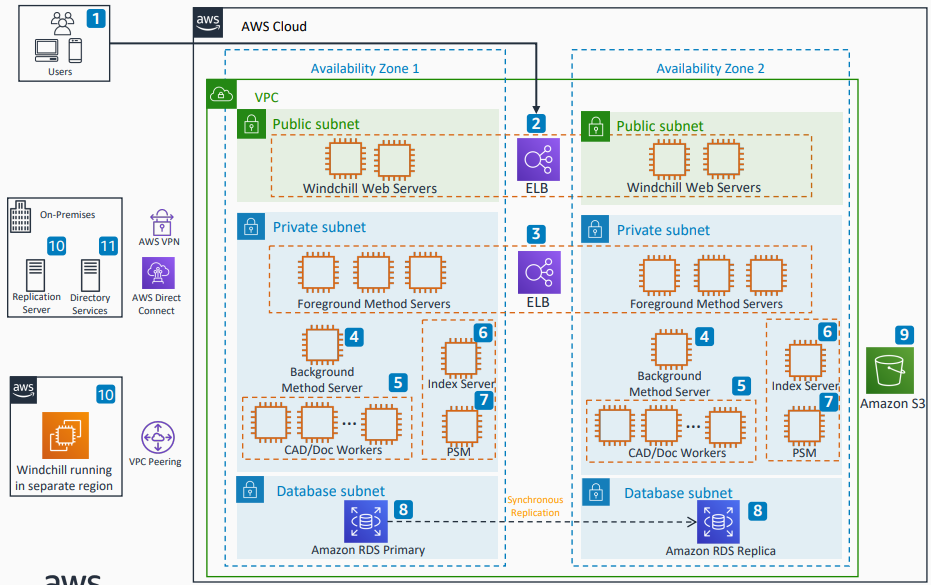 1
Users
aws
AWS Cloud
Availability Zone 1
Availability Zone 2
VPC
Public subnet
2
Public subnet
Windchill Web Servers
ELB
Windchill Web Servers
On-Premises
10
11
Replication
Server
Directory
Services
AWS VPN
AWS Direct
Connect
Private subnet
3
Private subnet
Foreground Method Servers
ELB
Foreground Method Servers
4
Background
Method Server
6
Index Server
5
7
CAD/Doc Workers
...
PSM
4
Background
Method Server
6
Index Server
5
7
CAD/Doc Workers
...
PSM
9
Amazon S3
aws
10
Windchill running
in separate region
VPC Peering
Database subnet
8
Amazon RDS Primary
Synchronous
Replication
Database subnet
8
Amazon RDS Replica
aws